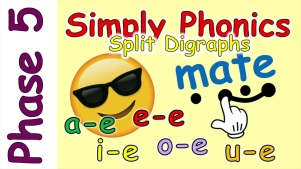 Phase 5
Simply Phonics
Split Digraphs
mate
a-e e-e
i-e o-e u-e